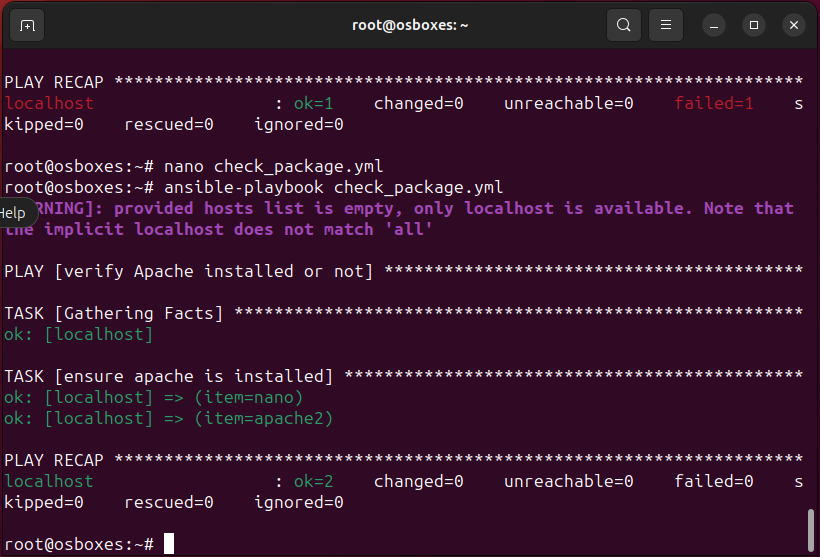 root@osboxes: ~
PLAY RECAP *********************************************************************
localhost : ok=1 changed=0 unreachable=0 failed=1 s
kipped=0 rescued=0 ignored=0
root@osboxes:~# nano check_package.yml
root@osboxes:~# ansible-playbook check_package.yml
Help
RNING]: provided hosts list is empty, only localhost is available. Note that
the implicit localhost does not match 'all'
PLAY [verify Apache installed or not] ******************************************
TASK [Gathering Facts] *********************************************************
ok: [localhost]
TASK [ensure apache is installed] **********************************************
ok: [localhost] => (item=nano)
ok: [localhost] => (item=apache2)
PLAY RECAP *********************************************************************
localhost : ok=2 changed=0 unreachable=0 failed=0 s
kipped=0 rescued=0 ignored=0
root@osboxes:~#